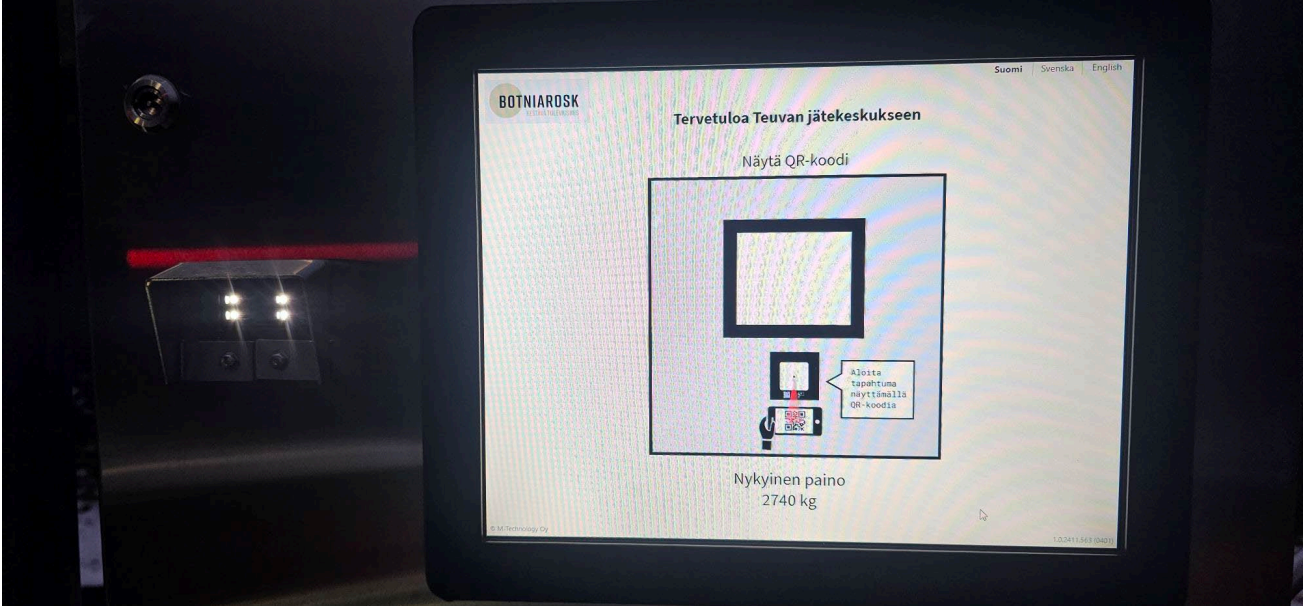 Suomi Svenska English
BOTNIAROSK
Tervetuloa Teuvan jätekeskukseen
Näytä QR-koodi
Aloita
tapahtuma
näyttämällä
QR-koodia
Nykyinen paino
2740 kg
© M-Technology Oy